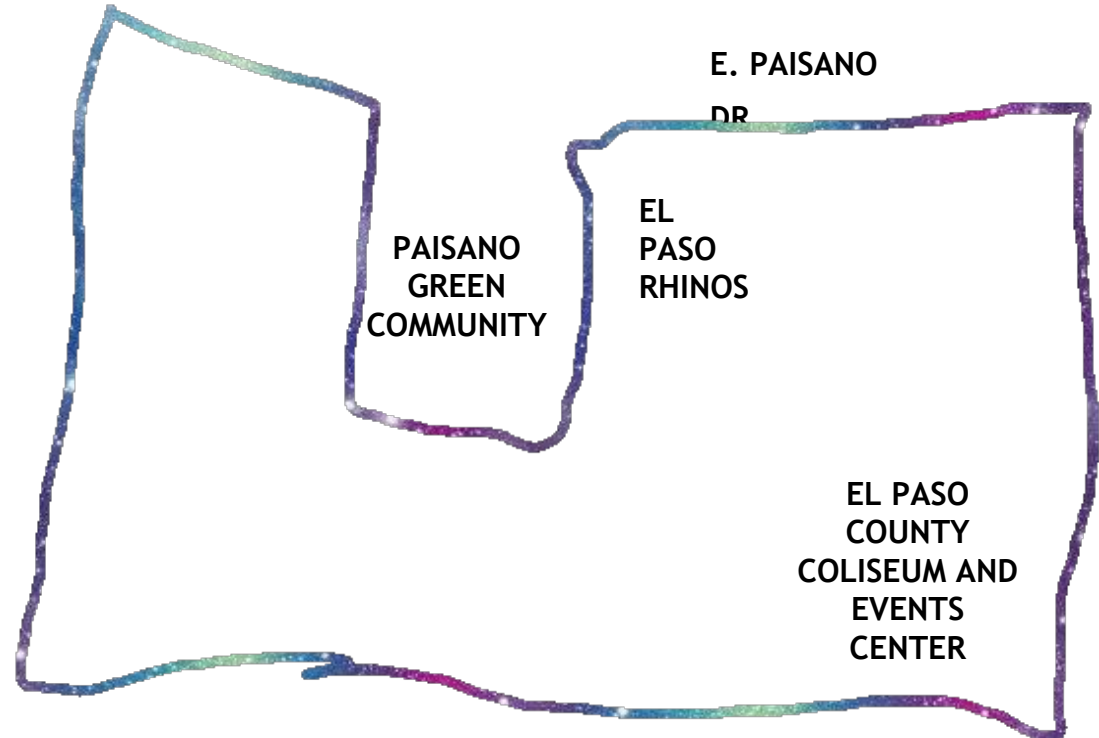 E. PAISANO
DR
EL
PASO
RHINOS
PAISANO
GREEN
COMMUNITY
EL PASO
COUNTY
COLISEUM AND
EVENTS
CENTER